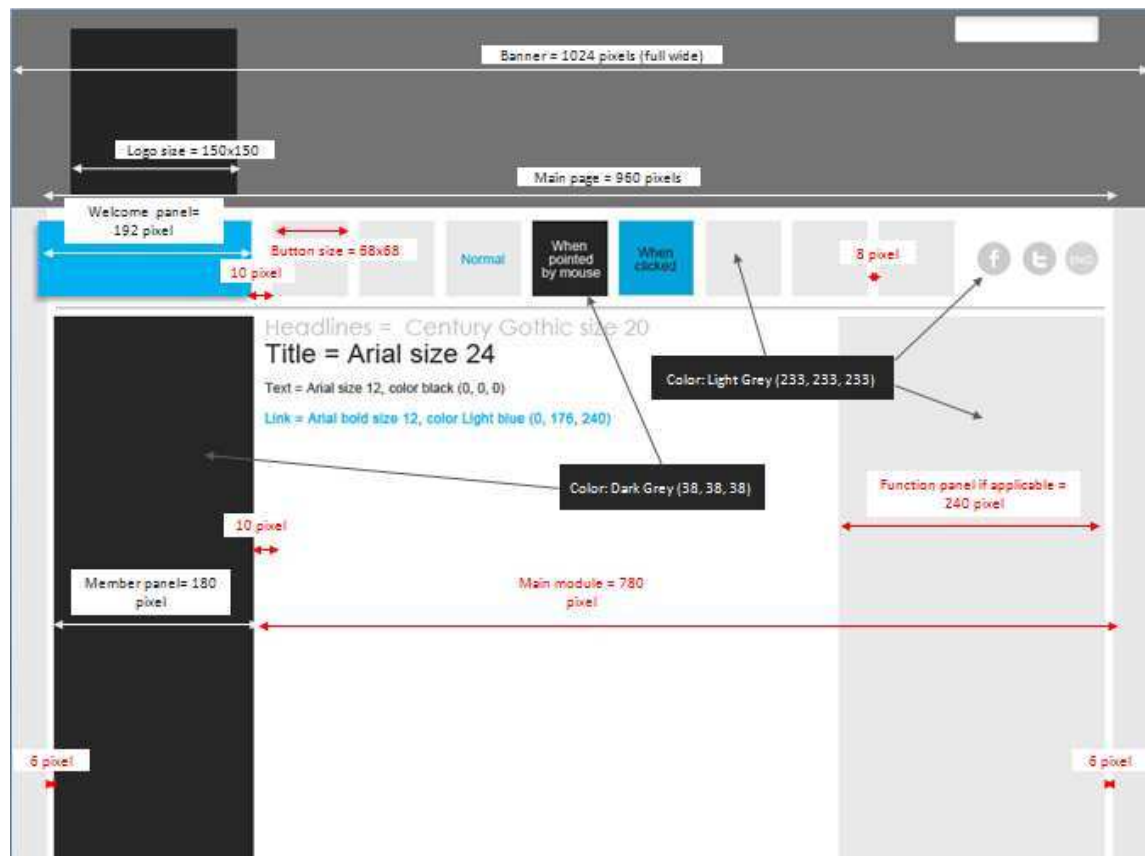 Banner = 1024 pixels (full wide)
Logo size = 150x150
Main page = 960 pixels
Welcome panel=
192 pixel
Button size = 68x68
10 pixel
Normal
When
pointed
by mouse
When
clicked
8 pixel
Headlines = Century Gothic size 20
Title = Arial size 24
Text = Arial size 12, color black (0, 0, 0)
Link = Arial bold size 12, color Light blue (0, 176, 240)
Color: Light Grey (233, 233, 233)
Color: Dark Grey (38, 38, 38)
Function panel if applicable =
240 pixel
10 pixel
Member panel= 180
pixel
Main module = 780
pixel
6 pixel
6 pixel